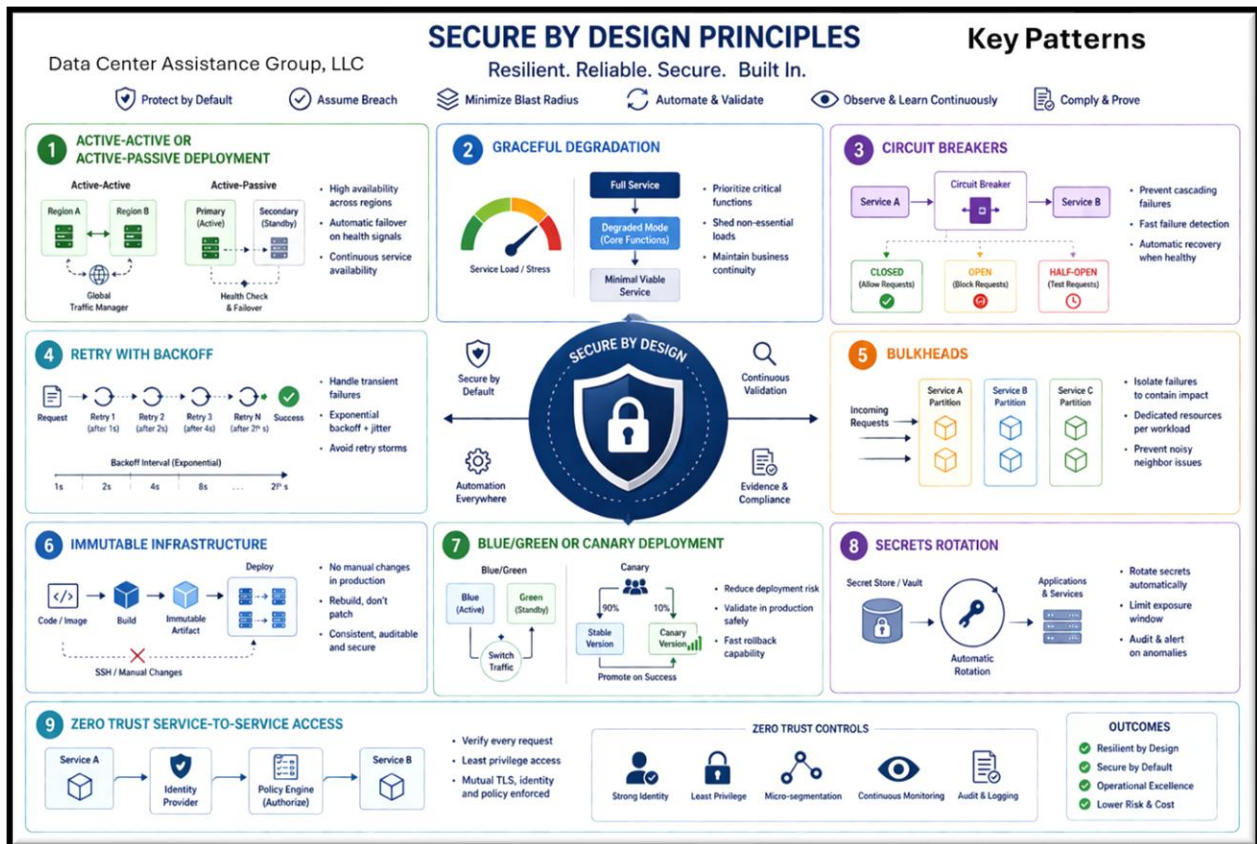 SECURE BY DESIGN PRINCIPLES
Key Patterns
Data Center Assistance Group, LLC
Resilient. Reliable. Secure. Built In.
Protect by Default
Assume Breach
Minimize Blast Radius
Automate & Validate
Observe & Learn Continuously
Comply & Prove
1
ACTIVE-ACTIVE OR
ACTIVE-PASSIVE DEPLOYMENT
Active-Active
Region A
Region B
Global
Traffic Manager
Active-Passive
Primary
(Active)
Secondary
(Standby)
Health Check
& Failover
• High availability
across regions
• Automatic failover
on health signals
• Continuous service
availability
2
GRACEFUL DEGRADATION
Service Load / Stress
Full Service
Degraded Mode
(Core Functions)
Minimal Viable
Service
• Prioritize critical
functions
• Shed non-essential
loads
• Maintain business
continuity
3
CIRCUIT BREAKERS
Service A
Circuit Breaker
Service B
CLOSED
(Allow Requests)
OPEN
(Block Requests)
HALF-OPEN
(Test Requests)
• Prevent cascading
failures
• Fast failure detection
• Automatic recovery
when healthy
4
RETRY WITH BACKOFF
Request
Retry 1
(after 1s)
Retry 2
(after 2s)
Retry 3
(after 4s)
Retry N
(after 2ⁿ s)
Success
Backoff Interval (Exponential)
1s
2s
4s
8s
...
2ⁿ s
• Handle transient
failures
• Exponential
backoff + jitter
• Avoid retry storms
SECURE BY DESIGN
Secure by
Default
Continuous
Validation
Automation
Everywhere
Evidence &
Compliance
5
BULKHEADS
Incoming
Requests
Service A
Partition
Service B
Partition
Service C
Partition
• Isolate failures
to contain impact
• Dedicated resources
per workload
• Prevent noisy
neighbor issues
6
IMMUTABLE INFRASTRUCTURE
Code / Image
Build
Immutable
Artifact
Deploy
SSH / Manual Changes
• No manual changes
in production
• Rebuild, don't
patch
• Consistent, auditable
and secure
7
BLUE/GREEN OR CANARY DEPLOYMENT
Blue/Green
Blue
(Active)
Green
(Standby)
Switch
Traffic
Canary
90%
10%
Stable
Version
Canary
Version
Promote on Success
• Reduce deployment risk
• Validate in production
safely
• Fast rollback
capability
8
SECRETS ROTATION
Secret Store / Vault
Automatic
Rotation
Applications
& Services
• Rotate secrets
automatically
• Limit exposure
window
• Audit & alert
on anomalies
9
ZERO TRUST SERVICE-TO-SERVICE ACCESS
Service A
Identity
Provider
Policy Engine
(Authorize)
Service B
• Verify every request
• Least privilege access
• Mutual TLS, identity
and policy enforced
ZERO TRUST CONTROLS
Strong Identity
Least Privilege
Micro-segmentation
Continuous Monitoring
Audit & Logging
OUTCOMES
Resilient by Design
Secure by Default
Operational Excellence
Lower Risk & Cost